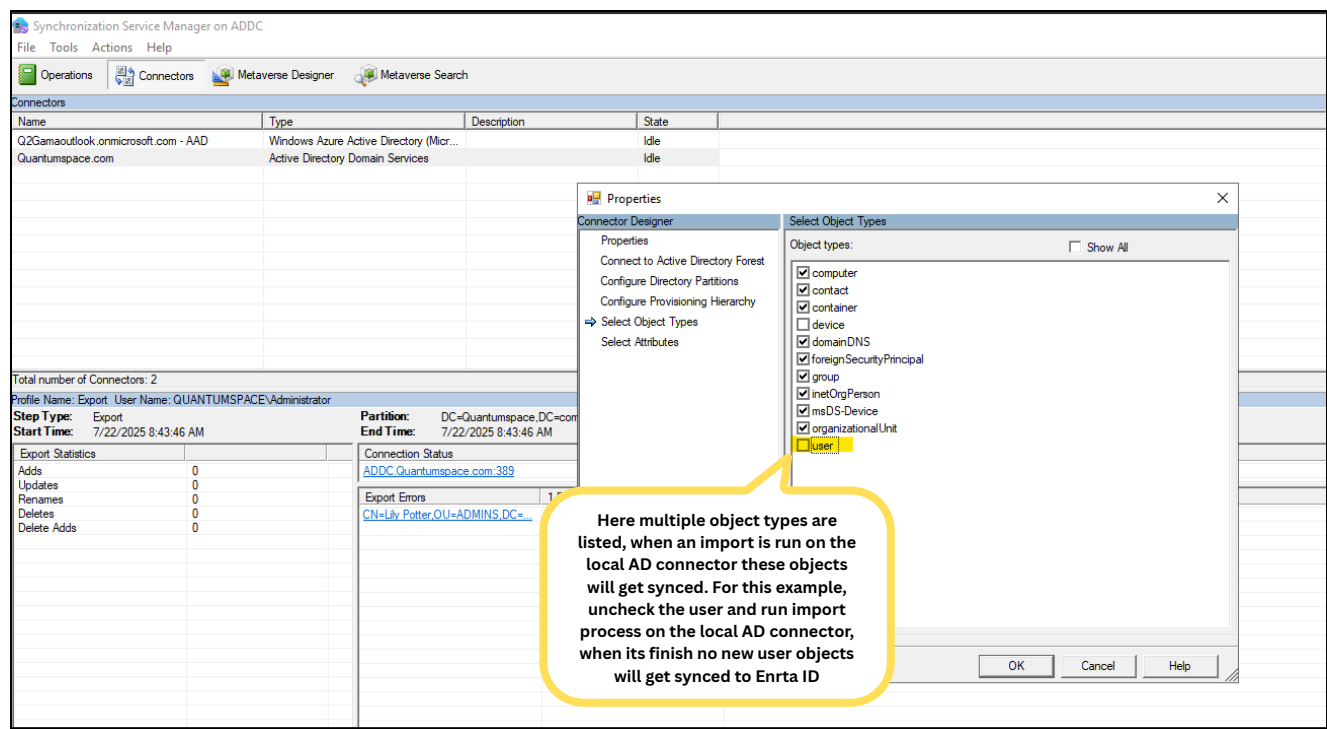 Synchronization Service Manager on ADDC
File Tools Actions Help
Operations Connectors Metaverse Designer Metaverse Search
Connectors
Name Type Description State
Q2Gamaoutlook.onmicrosoft.com - AAD Windows Azure Active Directory (Micr... Idle
Quantumspace.com Active Directory Domain Services Idle
Properties
Connector Designer
Properties
Connect to Active Directory Forest
Configure Directory Partitions
Configure Provisioning Hierarchy
Select Object Types
Select Attributes
Select Object Types
Object types: Show All
computer
contact
container
device
domainDNS
foreignSecurityPrincipal
group
inetOrgPerson
msDS-Device
organizationalUnit
user
OK Cancel Help
Total number of Connectors: 2
Profile Name: Export User Name: QUANTUMSPACE\Administrator
Step Type: Export Partition: DC=Quantumspace,DC=com
Start Time: 7/22/2025 8:43:46 AM End Time: 7/22/2025 8:43:46 AM
Export Statistics
Adds 0
Updates 0
Renames 0
Deletes 0
Delete Adds 0
Connection Status
ADDC.Quantumspace.com:389
Export Errors
CN=Lily Potter,OU=ADMINS,DC=...
Here multiple object types are
listed, when an import is run on the
local AD connector these objects
will get synced. For this example,
uncheck the user and run import
process on the local AD connector,
when its finish no new user objects
will get synced to Enrta ID